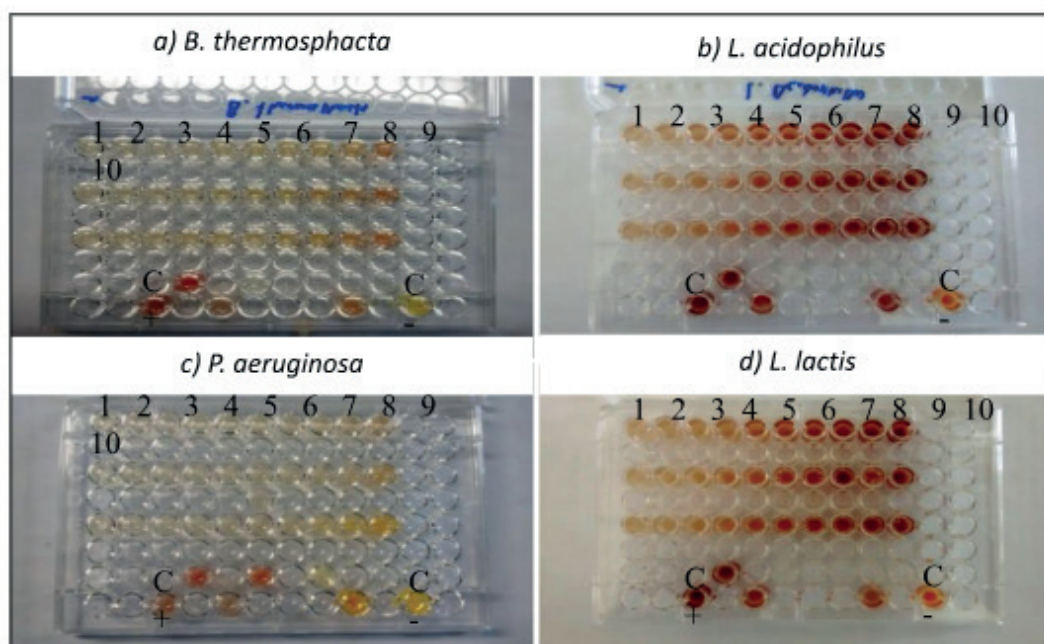 a) B. thermosphacta
b) L. acidophilus
1 2 3 4 5 6 7 8 9
10
C C
+ -
1 2 3 4 5 6 7 8 9 10
C C
+ -
c) P. aeruginosa
d) L. lactis
1 2 3 4 5 6 7 8 9
10
C C
+ -
1 2 3 4 5 6 7 8 9 10
C C
+ -